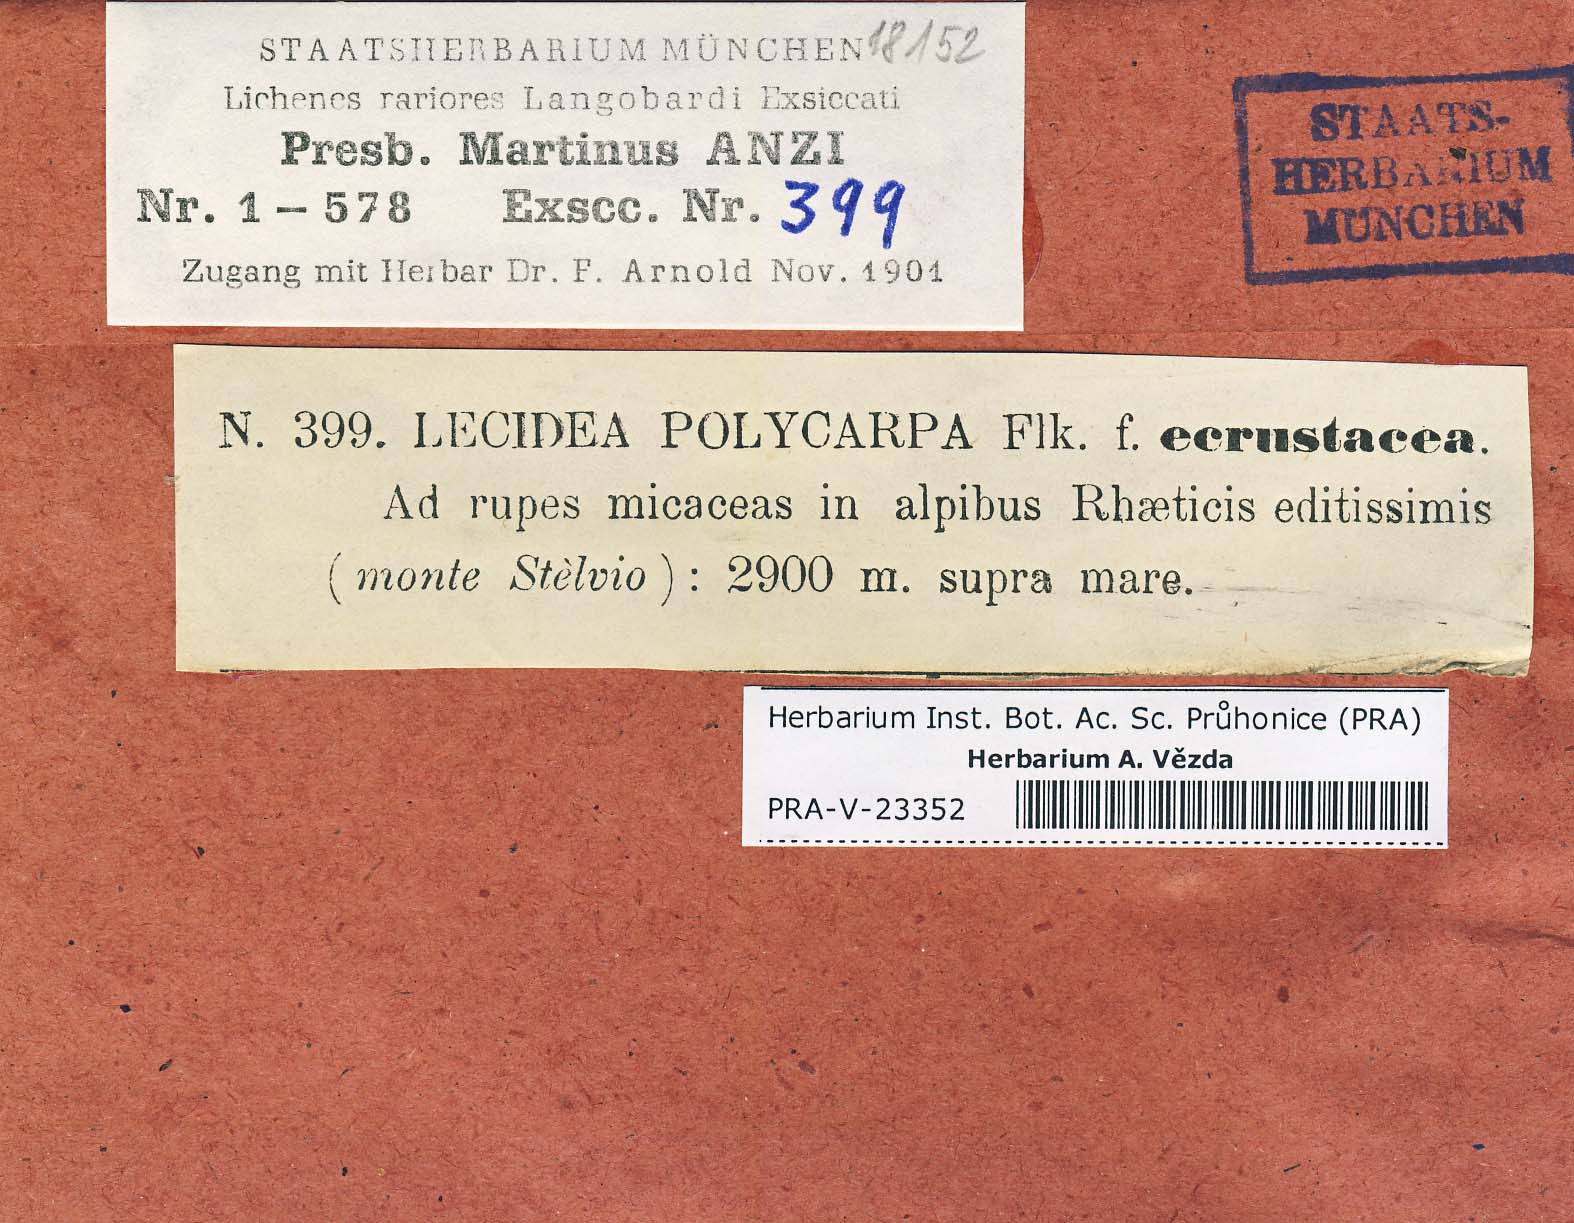 STAATSHERBARIUM MÜNCHEN 18152
Lichenes rariores Langobardi Exsiccati
Presb. Martinus ANZI
Nr. 1 – 578 Exscc. Nr. 399
Zugang mit Herbar Dr. F. Arnold Nov. 1901
STAATS-
HERBARIUM
MÜNCHEN
N. 399. LECIDEA POLYCARPA Flk. f. ecrustacea.
Ad rupes micaceas in alpibus Rhæticis editissimis
(monte Stèlvio) : 2900 m. supra mare.
Herbarium Inst. Bot. Ac. Sc. Průhonice (PRA)
Herbarium A. Vězda
PRA-V-23352